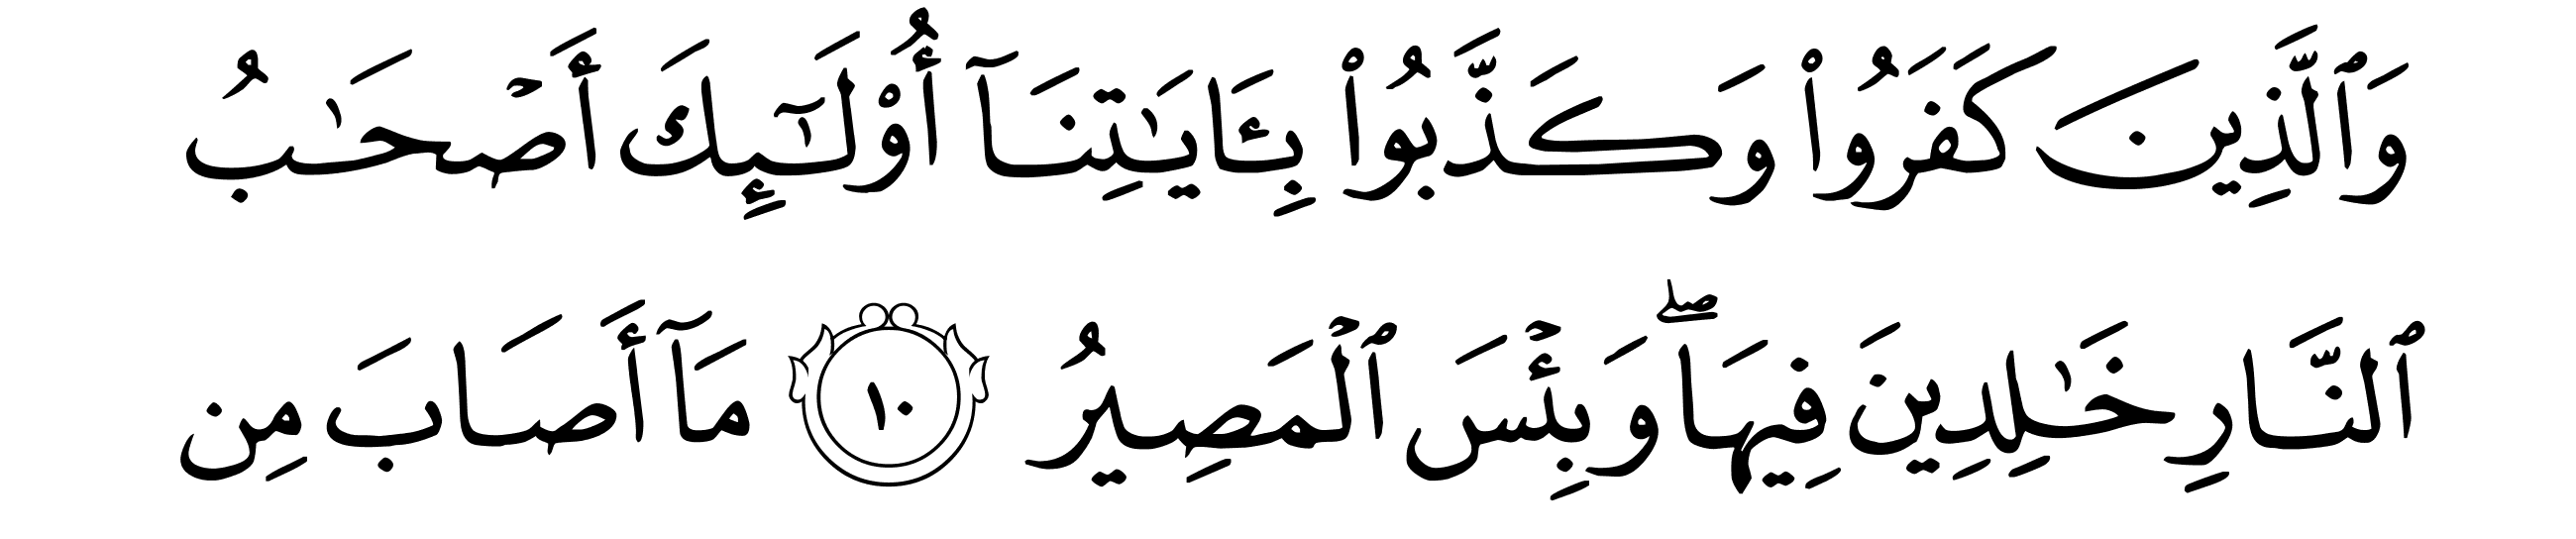 وَٱلَّذِينَ كَفَرُواْ وَكَذَّبُواْ بِـَٔايَٰتِنَآ أُوْلَٰٓئِكَ أَصۡحَٰبُ
ٱلنَّارِ خَٰلِدِينَ فِيهَاۖ وَبِئۡسَ ٱلۡمَصِيرُ ١٠ مَآ أَصَابَ مِن